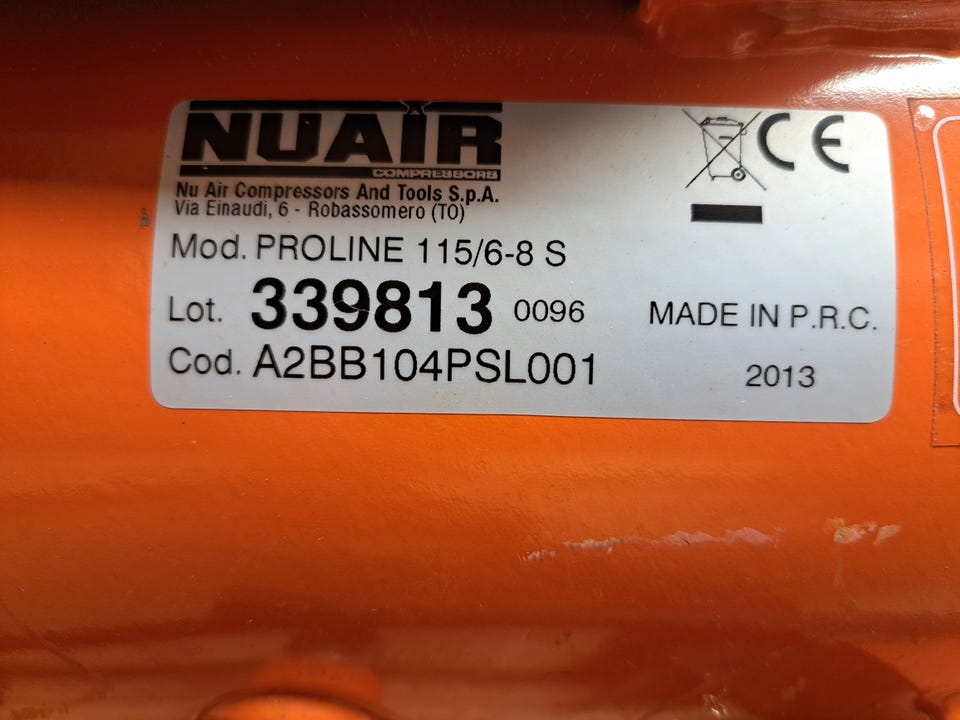 NUAIR
COMPRESSORS
Nu Air Compressors And Tools S.p.A.
Via Einaudi, 6 - Robassomero (TO)
Mod. PROLINE 115/6-8 S
Lot. 339813 0096
MADE IN P.R.C.
Cod. A2BB104PSL001
2013
CE